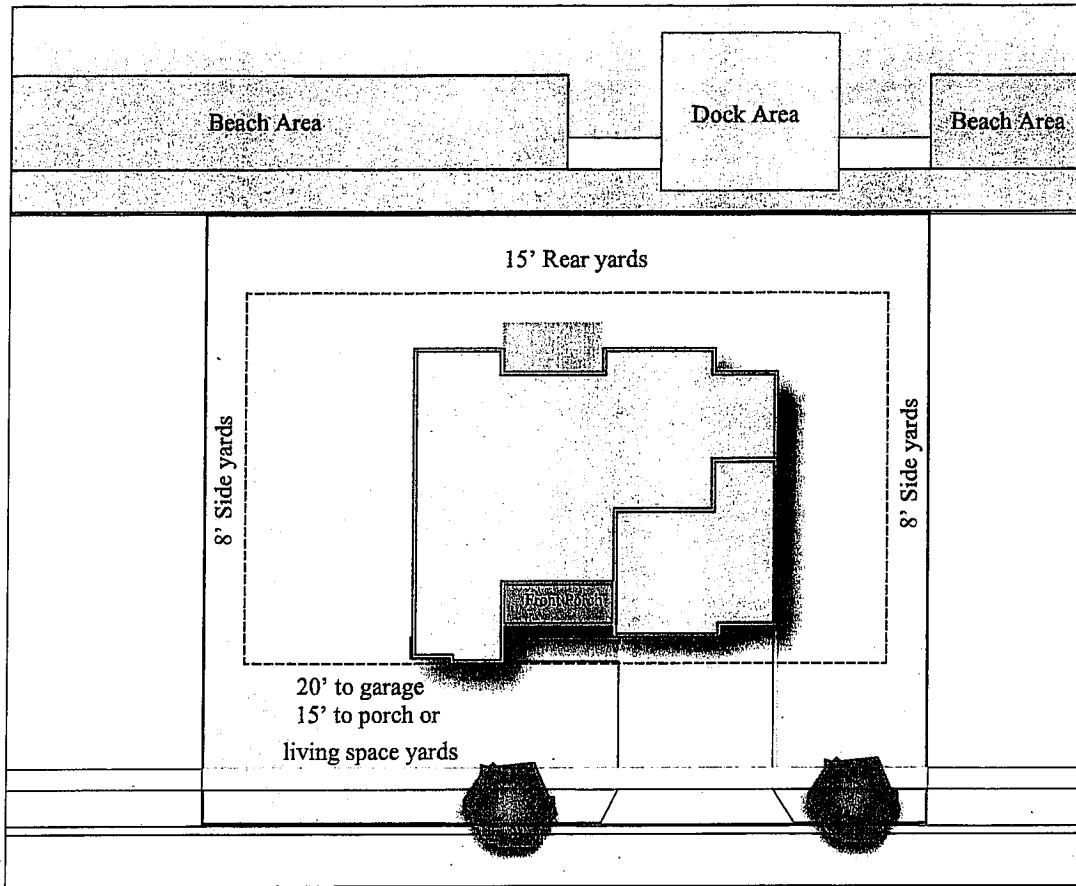 Beach Area
Dock Area
Beach Area
15’ Rear yards
8’ Side yards
8’ Side yards
Front Porch
20’ to garage
15’ to porch or
living space yards